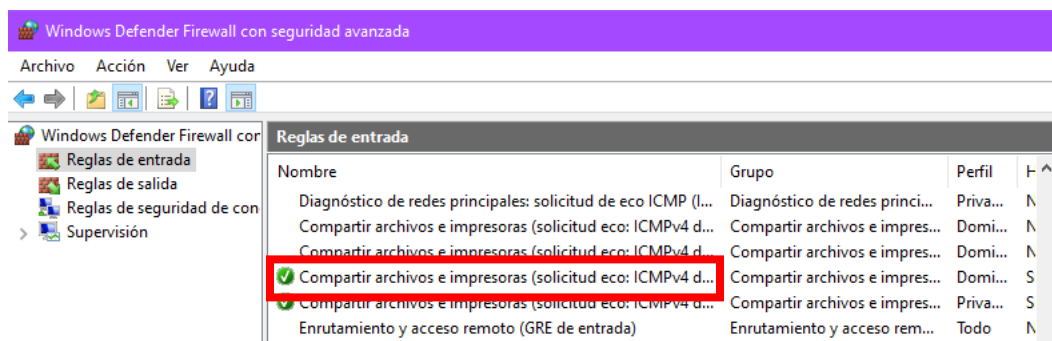 Windows Defender Firewall con seguridad avanzada
Archivo Acción Ver Ayuda
Windows Defender Firewall con
Reglas de entrada
Reglas de salida
Reglas de seguridad de con
Supervisión
Reglas de entrada
Nombre Grupo Perfil H
Diagnóstico de redes principales: solicitud de eco ICMP (I... Diagnóstico de redes princi... Priva... N
Compartir archivos e impresoras (solicitud eco: ICMPv4 d... Compartir archivos e impres... Domi... N
Compartir archivos e impresoras (solicitud eco: ICMPv4 d... Compartir archivos e impres... Domi... N
Compartir archivos e impresoras (solicitud eco: ICMPv4 d... Compartir archivos e impres... Domi... S
Compartir archivos e impresoras (solicitud eco: ICMPv4 d... Compartir archivos e impres... Priva... S
Enrutamiento y acceso remoto (GRE de entrada) Enrutamiento y acceso rem... Todo N